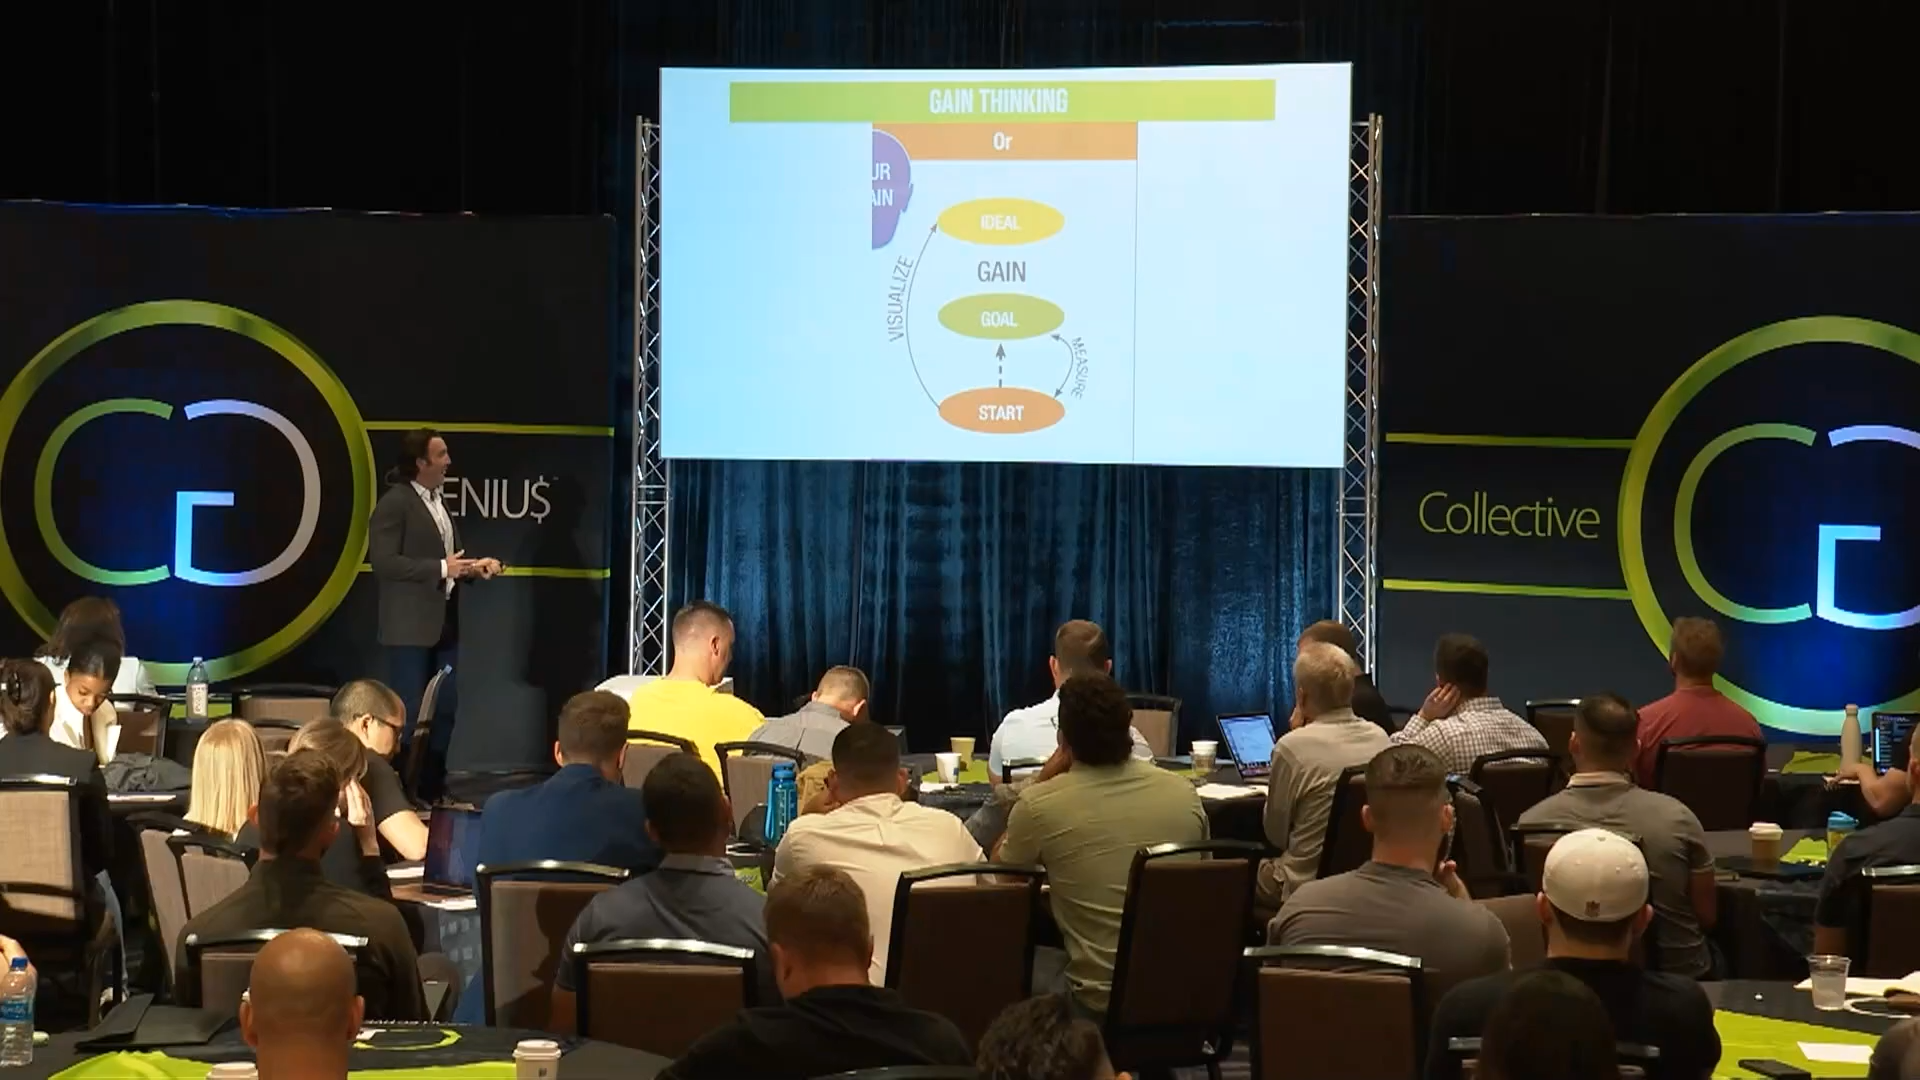 GAIN THINKING
Or
UR
AIN
IDEAL
VISUALIZE
GAIN
GOAL
MEASURE
START
ENIU$
Collective